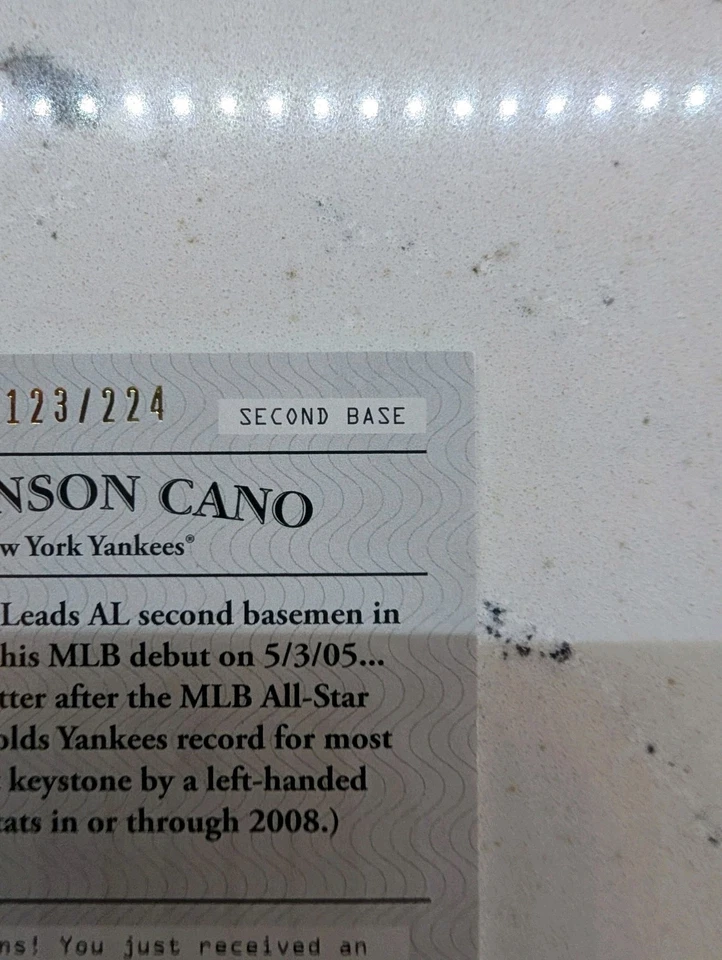 123/224
SECOND BASE
NSON CANO
w York Yankees®
Leads AL second basemen in
his MLB debut on 5/3/05...
tter after the MLB All-Star
olds Yankees record for most
keystone by a left-handed
tats in or through 2008.)
ns! You just received an